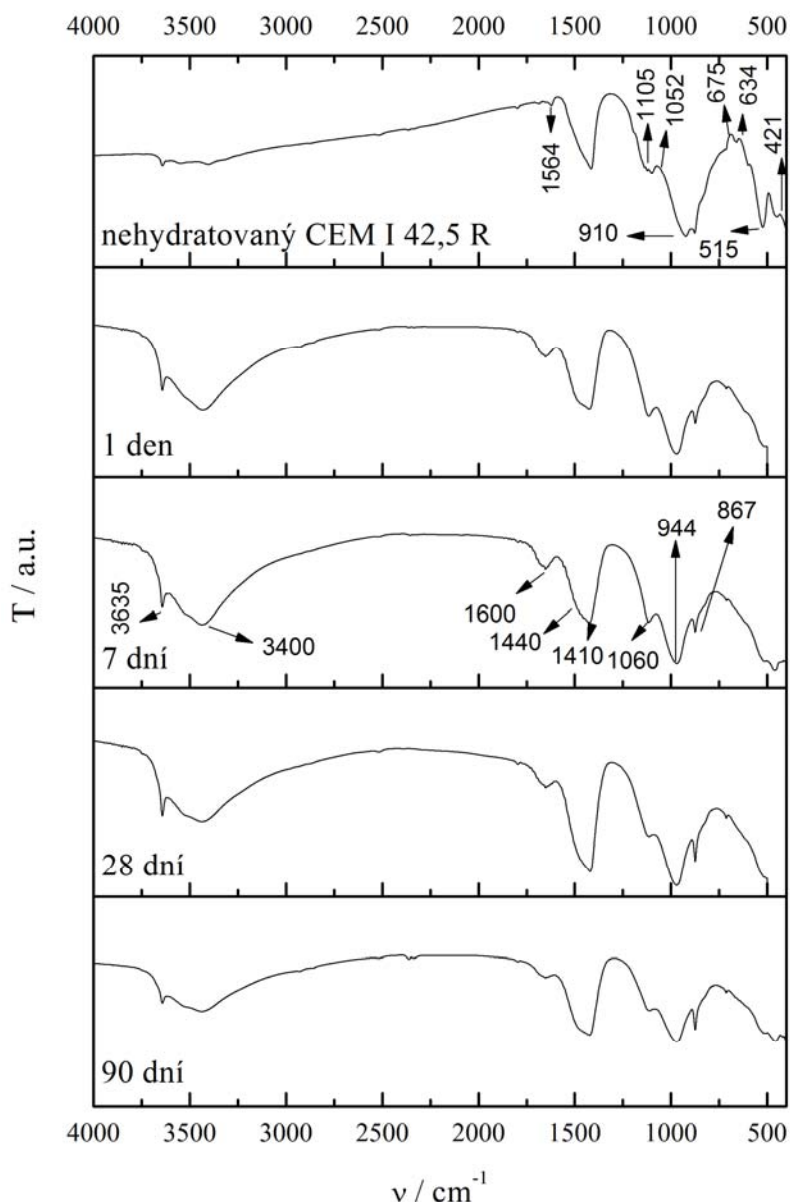 4000 3500 3000 2500 2000 1500 1000 500
1564
1105
1052
675
634
421
910
515
nehydratovaný CEM I 42,5 R
1 den
T / a.u.
3635
3400
1600
1440
1410
1060
944
867
7 dní
28 dní
90 dní
4000 3500 3000 2500 2000 1500 1000 500
ν / cm⁻¹